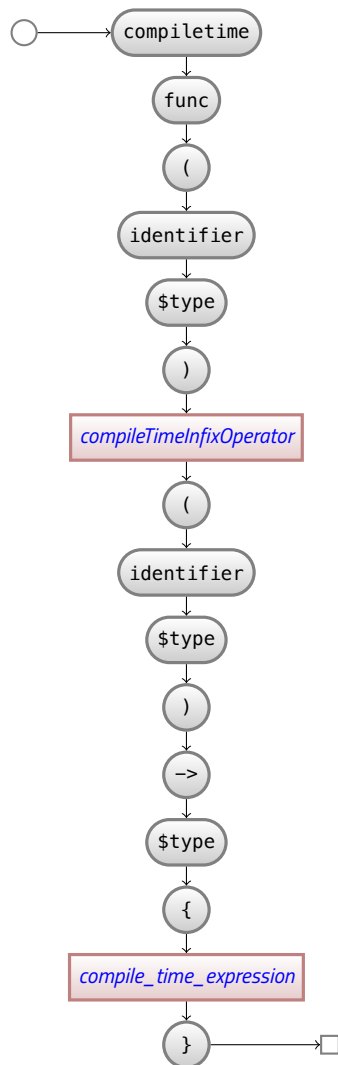 compiletime
func
(
identifier
$type
)
compileTimeInfixOperator
(
identifier
$type
)
->
$type
{
compile_time_expression
}